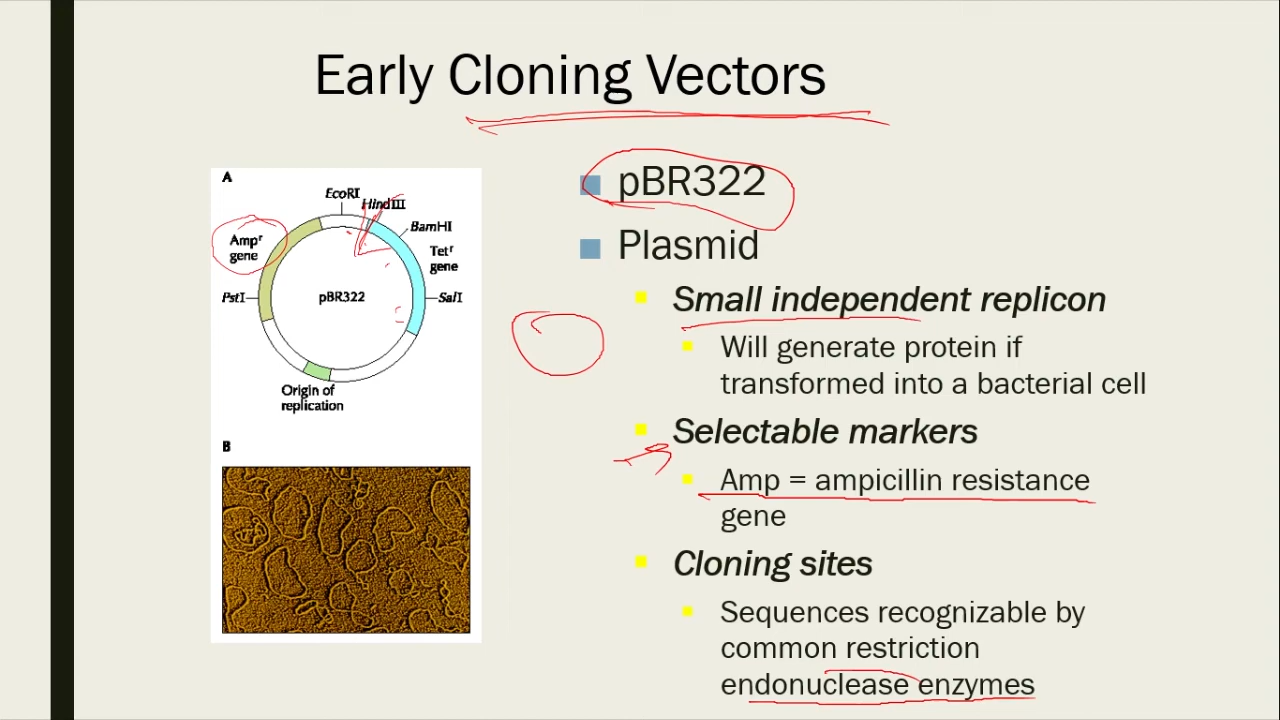 Early Cloning Vectors
A
EcoRI
HindIII
BamHI
Ampʳ
gene
Tetʳ
gene
PstI
pBR322
SalI
Origin of
replication
B
pBR322
Plasmid
Small independent replicon
Will generate protein if
transformed into a bacterial cell
Selectable markers
Amp = ampicillin resistance
gene
Cloning sites
Sequences recognizable by
common restriction
endonuclease enzymes